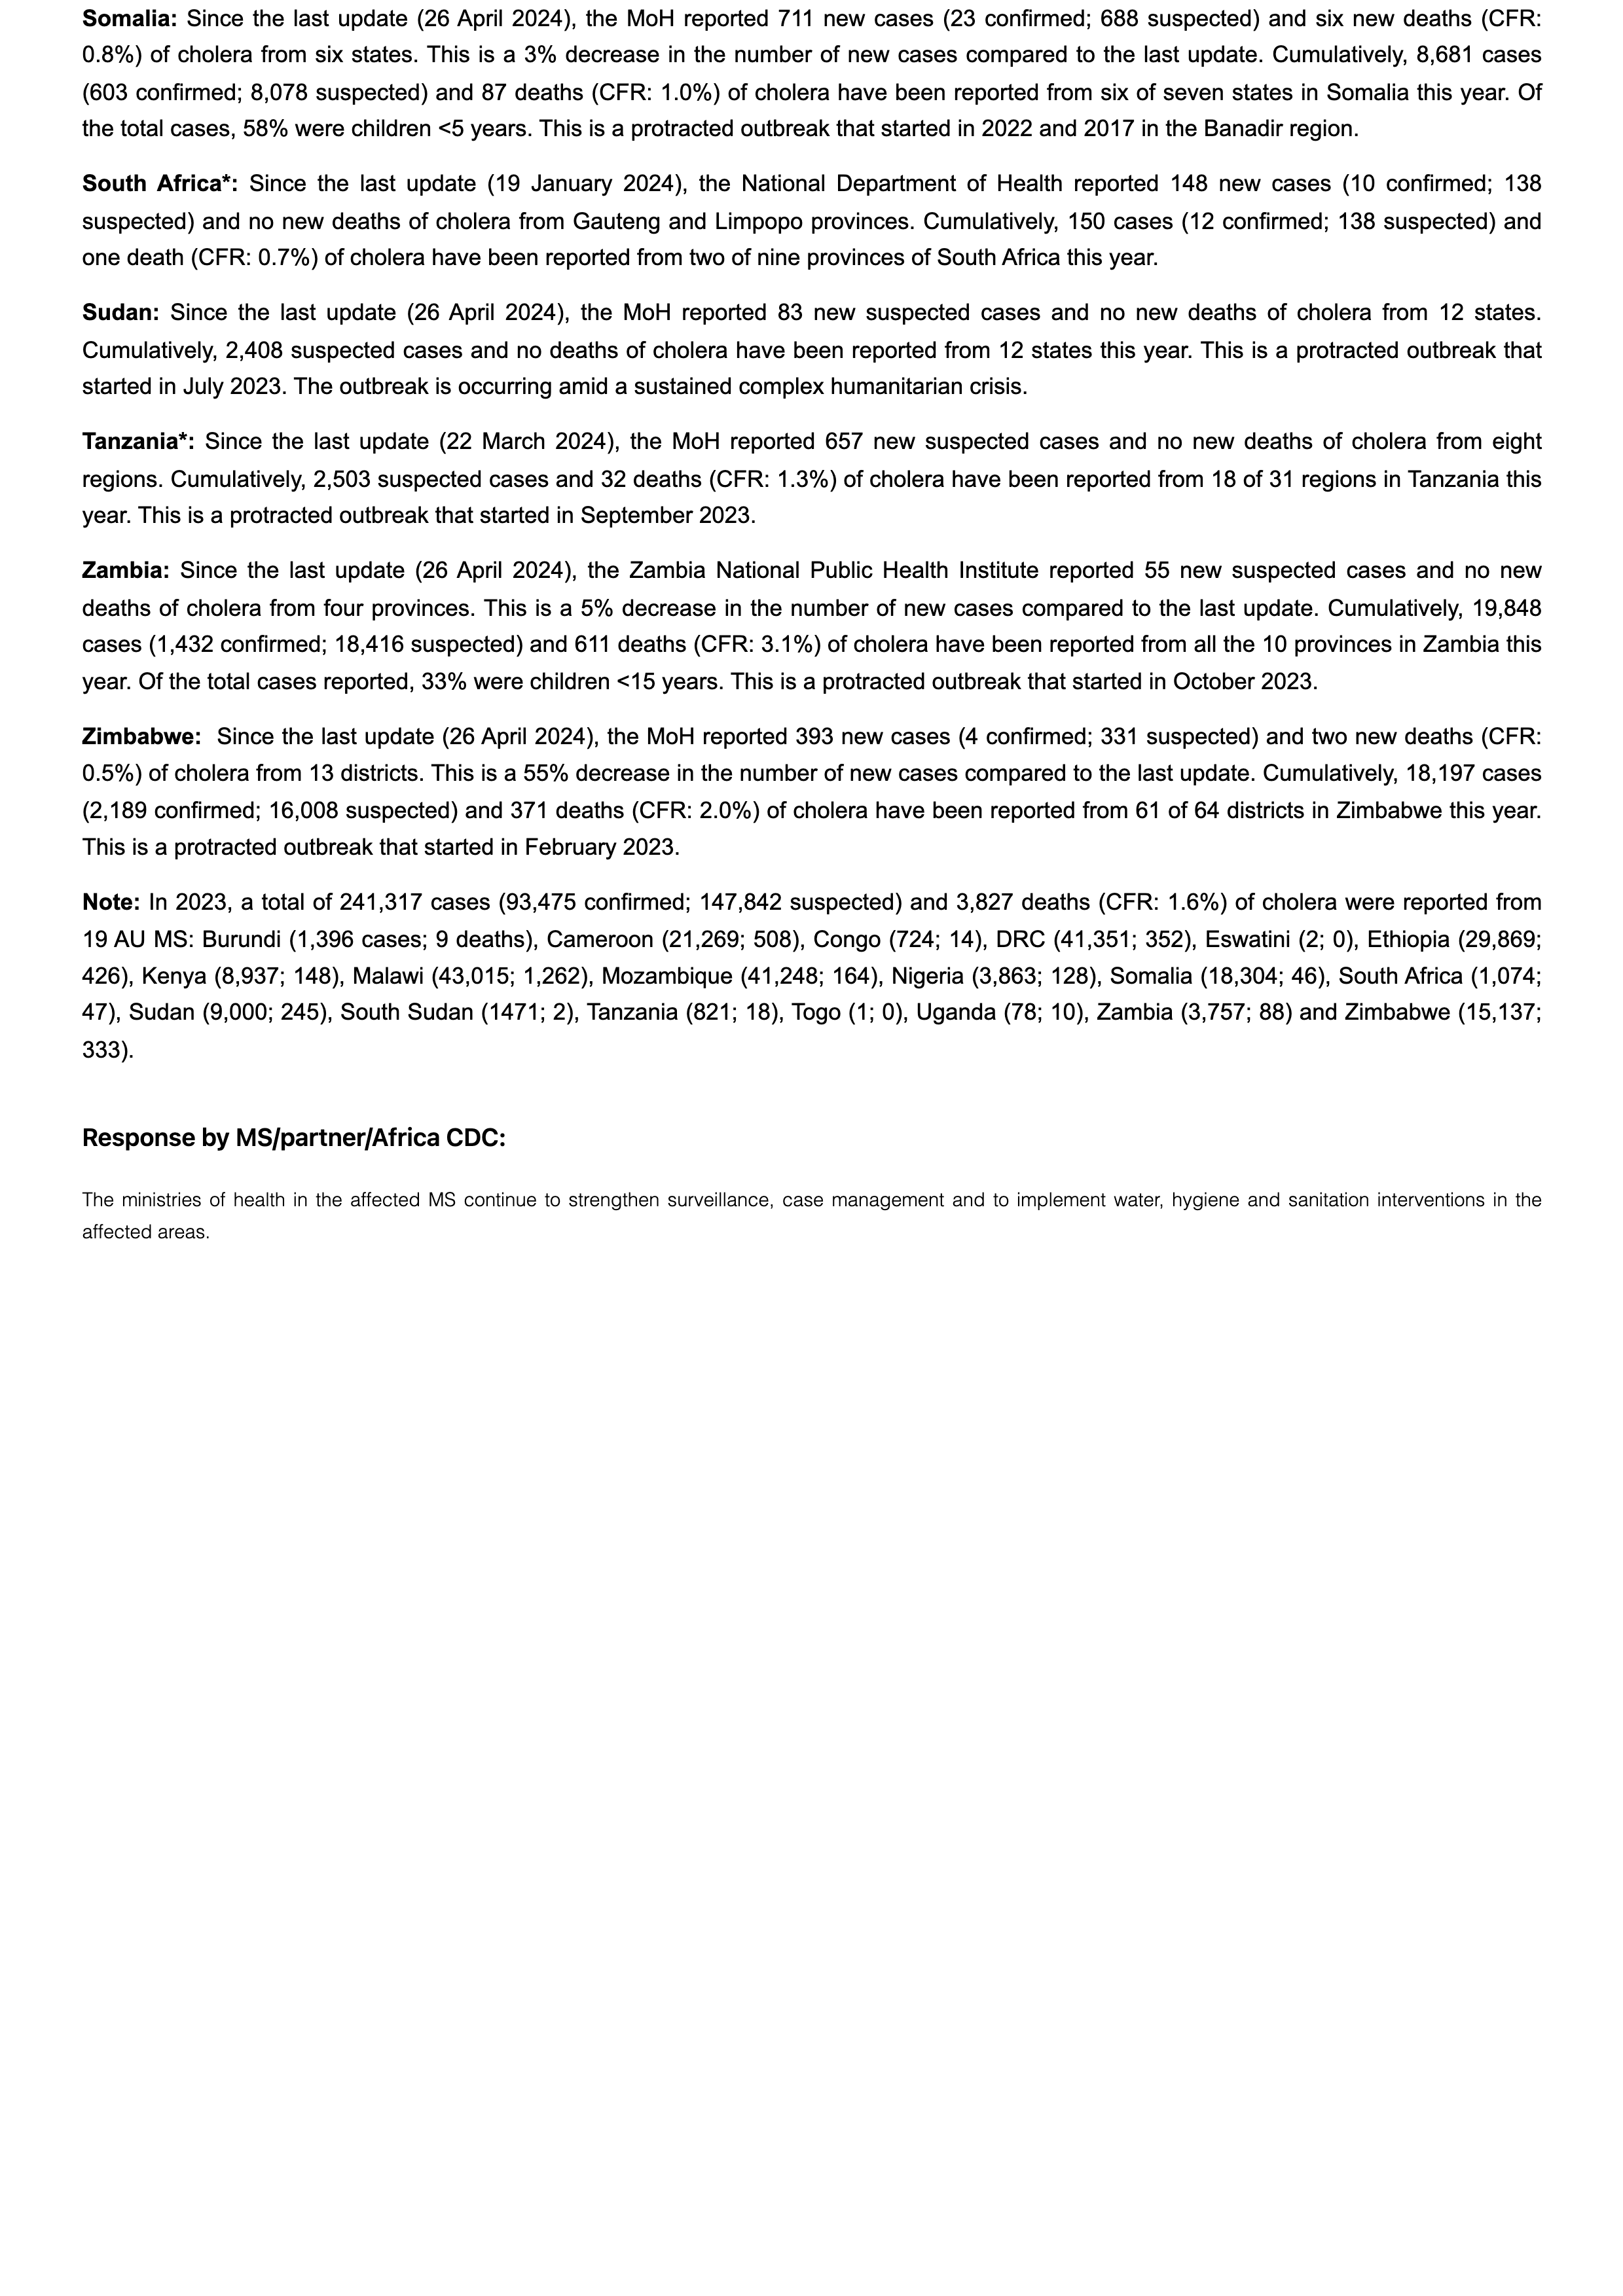 Somalia: Since the last update (26 April 2024), the MoH reported 711 new cases (23 confirmed; 688 suspected) and six new deaths (CFR:
0.8%) of cholera from six states. This is a 3% decrease in the number of new cases compared to the last update. Cumulatively, 8,681 cases
(603 confirmed; 8,078 suspected) and 87 deaths (CFR: 1.0%) of cholera have been reported from six of seven states in Somalia this year. Of
the total cases, 58% were children <5 years. This is a protracted outbreak that started in 2022 and 2017 in the Banadir region.
South Africa*: Since the last update (19 January 2024), the National Department of Health reported 148 new cases (10 confirmed; 138
suspected) and no new deaths of cholera from Gauteng and Limpopo provinces. Cumulatively, 150 cases (12 confirmed; 138 suspected) and
one death (CFR: 0.7%) of cholera have been reported from two of nine provinces of South Africa this year.
Sudan: Since the last update (26 April 2024), the MoH reported 83 new suspected cases and no new deaths of cholera from 12 states.
Cumulatively, 2,408 suspected cases and no deaths of cholera have been reported from 12 states this year. This is a protracted outbreak that
started in July 2023. The outbreak is occurring amid a sustained complex humanitarian crisis.
Tanzania*: Since the last update (22 March 2024), the MoH reported 657 new suspected cases and no new deaths of cholera from eight
regions. Cumulatively, 2,503 suspected cases and 32 deaths (CFR: 1.3%) of cholera have been reported from 18 of 31 regions in Tanzania this
year. This is a protracted outbreak that started in September 2023.
Zambia: Since the last update (26 April 2024), the Zambia National Public Health Institute reported 55 new suspected cases and no new
deaths of cholera from four provinces. This is a 5% decrease in the number of new cases compared to the last update. Cumulatively, 19,848
cases (1,432 confirmed; 18,416 suspected) and 611 deaths (CFR: 3.1%) of cholera have been reported from all the 10 provinces in Zambia this
year. Of the total cases reported, 33% were children <15 years. This is a protracted outbreak that started in October 2023.
Zimbabwe: Since the last update (26 April 2024), the MoH reported 393 new cases (4 confirmed; 331 suspected) and two new deaths (CFR:
0.5%) of cholera from 13 districts. This is a 55% decrease in the number of new cases compared to the last update. Cumulatively, 18,197 cases
(2,189 confirmed; 16,008 suspected) and 371 deaths (CFR: 2.0%) of cholera have been reported from 61 of 64 districts in Zimbabwe this year.
This is a protracted outbreak that started in February 2023.
Note: In 2023, a total of 241,317 cases (93,475 confirmed; 147,842 suspected) and 3,827 deaths (CFR: 1.6%) of cholera were reported from
19 AU MS: Burundi (1,396 cases; 9 deaths), Cameroon (21,269; 508), Congo (724; 14), DRC (41,351; 352), Eswatini (2; 0), Ethiopia (29,869;
426), Kenya (8,937; 148), Malawi (43,015; 1,262), Mozambique (41,248; 164), Nigeria (3,863; 128), Somalia (18,304; 46), South Africa (1,074;
47), Sudan (9,000; 245), South Sudan (1471; 2), Tanzania (821; 18), Togo (1; 0), Uganda (78; 10), Zambia (3,757; 88) and Zimbabwe (15,137;
333).
Response by MS/partner/Africa CDC:
The ministries of health in the affected MS continue to strengthen surveillance, case management and to implement water, hygiene and sanitation interventions in the
affected areas.